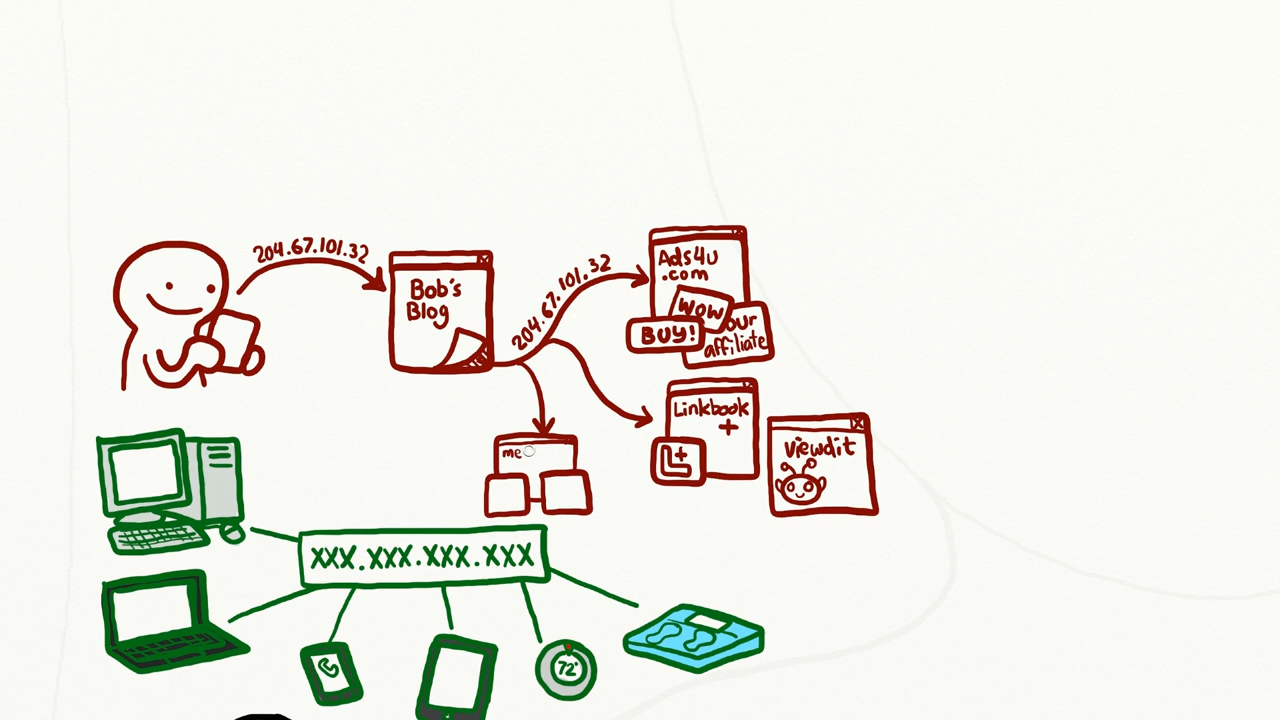 204.67.101.32
Bob's
Blog
204.67.101.32
Ads4u
.com
WOW
BUY!
our
affiliate
Linkbook
+
L+
viewdit
me
XXX.XXX.XXX.XXX
72°